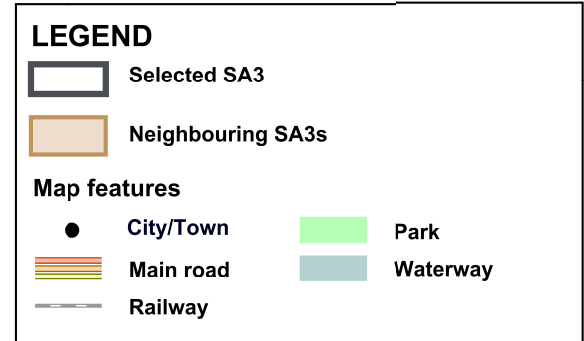 LEGEND
Selected SA3
Neighbouring SA3s
Map features
City/Town
Main road
Railway
Park
Waterway